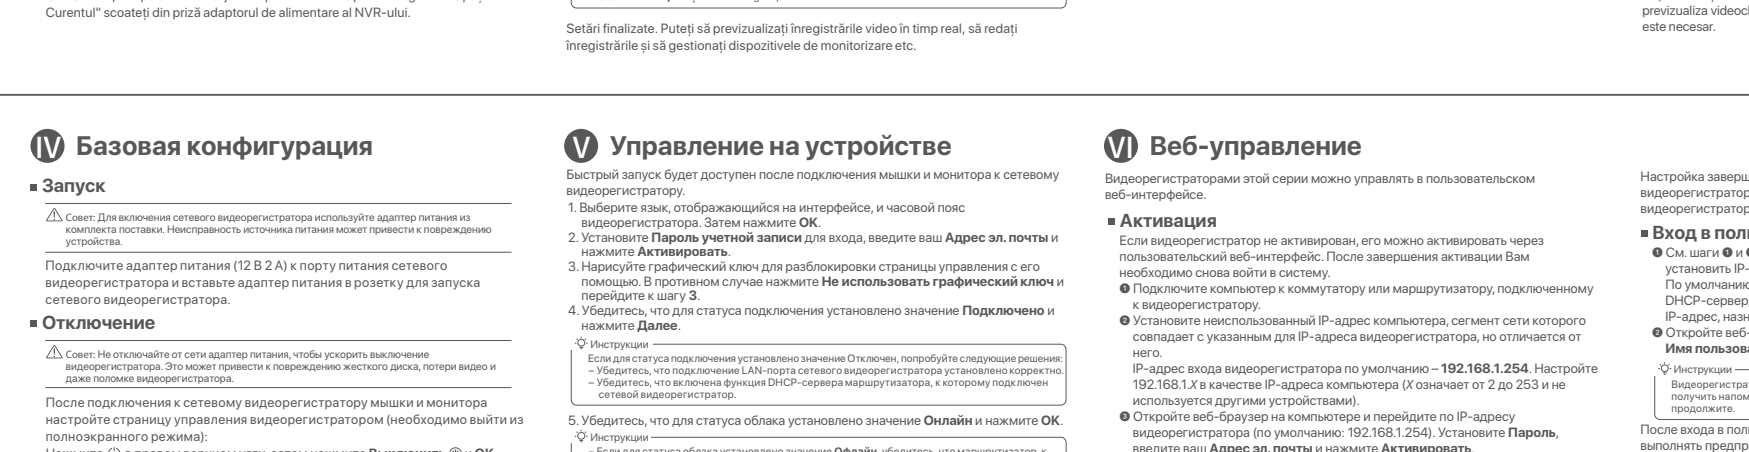 Curentul" scoateți din priză adaptorul de alimentare al NVR-ului.
Setări finalizate. Puteți să previzualizați înregistrările video în timp real, să redați
înregistrările și să gestionați dispozitivele de monitorizare etc.
previzualiza
este necesar.
IV Базовая конфигурация
Запуск
Совет: Для включения сетевого видеорегистратора используйте адаптер питания из
комплекта поставки. Неисправность источника питания может привести к повреждению
устройства.
Подключите адаптер питания (12 В 2 А) к порту питания сетевого
видеорегистратора и вставьте адаптер питания в розетку для запуска
сетевого видеорегистратора.
Отключение
Совет: Не отключайте от сети адаптер питания, чтобы ускорить выключение
видеорегистратора. Это может привести к повреждению жесткого диска, потери видео и
даже поломке видеорегистратора.
После подключения к сетевому видеорегистратору мышки и монитора
настройте страницу управления видеорегистратором (необходимо выйти из
полноэкранного режима):
V Управление на устройстве
Быстрый запуск будет доступен после подключения мышки и монитора к сетевому
видеорегистратору.
1. Выберите язык, отображающийся на интерфейсе, и часовой пояс
видеорегистратора. Затем нажмите OK.
2. Установите Пароль учетной записи для входа, введите ваш Адрес эл. почты и
нажмите Активировать.
3. Нарисуйте графический ключ для разблокировки страницы управления с его
помощью. В противном случае нажмите Не использовать графический ключ и
перейдите к шагу 3.
4. Убедитесь, что для статуса подключения установлено значение Подключено и
нажмите Далее.
Инструкции
Если для статуса подключения установлено значение Отключен, попробуйте следующие решения:
– Убедитесь, что подключение LAN-порта сетевого видеорегистратора установлено корректно.
– Убедитесь, что включена функция DHCP-сервера маршрутизатора, к которому подключен
сетевой видеорегистратор.
5. Убедитесь, что для статуса облака установлено значение Онлайн и нажмите OK.
Инструкции
– Если для статуса облака установлено значение Офлайн, убедитесь, что маршрутизатор, к
VI Веб-управление
Видеорегистраторами этой серии можно управлять в пользовательском
веб-интерфейсе.
Активация
Если видеорегистратор не активирован, его можно активировать через
пользовательский веб-интерфейс. После завершения активации Вам
необходимо снова войти в систему.
❶ Подключите компьютер к коммутатору или маршрутизатору, подключенному
к видеорегистратору.
❷ Установите неиспользованный IP-адрес компьютера, сегмент сети которого
совпадает с указанным для IP-адреса видеорегистратора, но отличается от
него.
IP-адрес входа видеорегистратора по умолчанию – 192.168.1.254. Настройте
192.168.1.X в качестве IP-адреса компьютера (X означает от 2 до 253 и не
используется другими устройствами).
❸ Откройте веб-браузер на компьютере и перейдите по IP-адресу
видеорегистратора (по умолчанию: 192.168.1.254). Установите Пароль,
введите ваш Адрес эл. почты и нажмите Активировать.
Настройка заверш
видеорегистратор
видеорегистратор
Вход в пол
❶ См. шаги ❶ и
установить IP-
По умолчанию
DHCP-сервер,
IP-адрес, назн
❷ Откройте веб-
Имя пользова
Инструкции
Видеорегистра
получить напом
продолжите.
После входа в пол
выполнять предпр